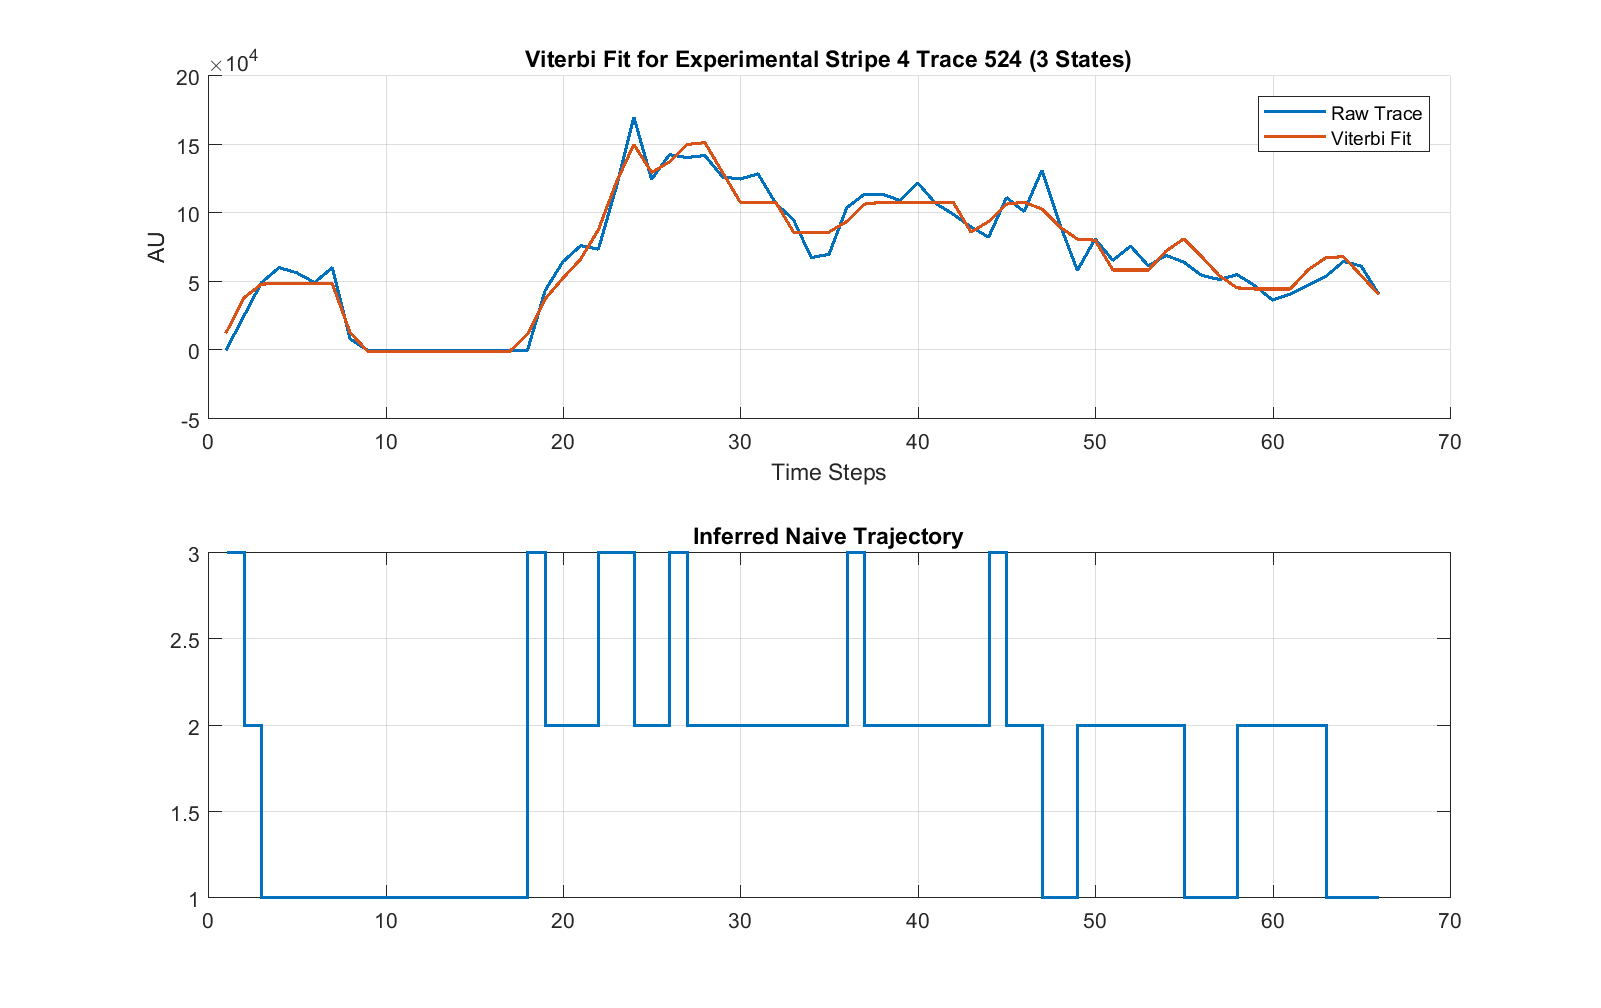 Viterbi Fit for Experimental Stripe 4 Trace 524 (3 States)
×10^4
20
15
10
5
0
-5
AU
Raw Trace
Viterbi Fit
0 10 20 30 40 50 60 70
Time Steps
Inferred Naive Trajectory
3
2.5
2
1.5
1
0 10 20 30 40 50 60 70